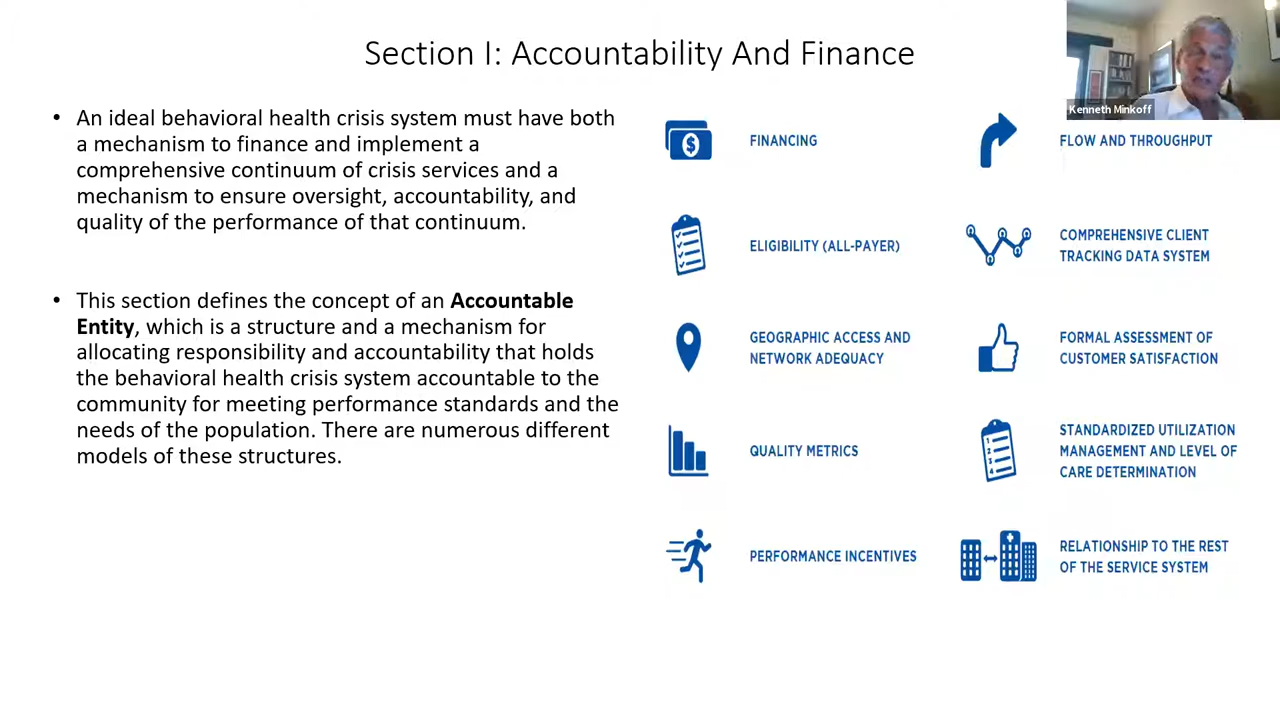 Section I: Accountability And Finance
• An ideal behavioral health crisis system must have both
a mechanism to finance and implement a
comprehensive continuum of crisis services and a
mechanism to ensure oversight, accountability, and
quality of the performance of that continuum.
• This section defines the concept of an Accountable
Entity, which is a structure and a mechanism for
allocating responsibility and accountability that holds
the behavioral health crisis system accountable to the
community for meeting performance standards and the
needs of the population. There are numerous different
models of these structures.
FINANCING
ELIGIBILITY (ALL-PAYER)
GEOGRAPHIC ACCESS AND
NETWORK ADEQUACY
QUALITY METRICS
PERFORMANCE INCENTIVES
FLOW AND THROUGHPUT
COMPREHENSIVE CLIENT
TRACKING DATA SYSTEM
FORMAL ASSESSMENT OF
CUSTOMER SATISFACTION
STANDARDIZED UTILIZATION
MANAGEMENT AND LEVEL OF
CARE DETERMINATION
RELATIONSHIP TO THE REST
OF THE SERVICE SYSTEM
Kenneth Minkoff